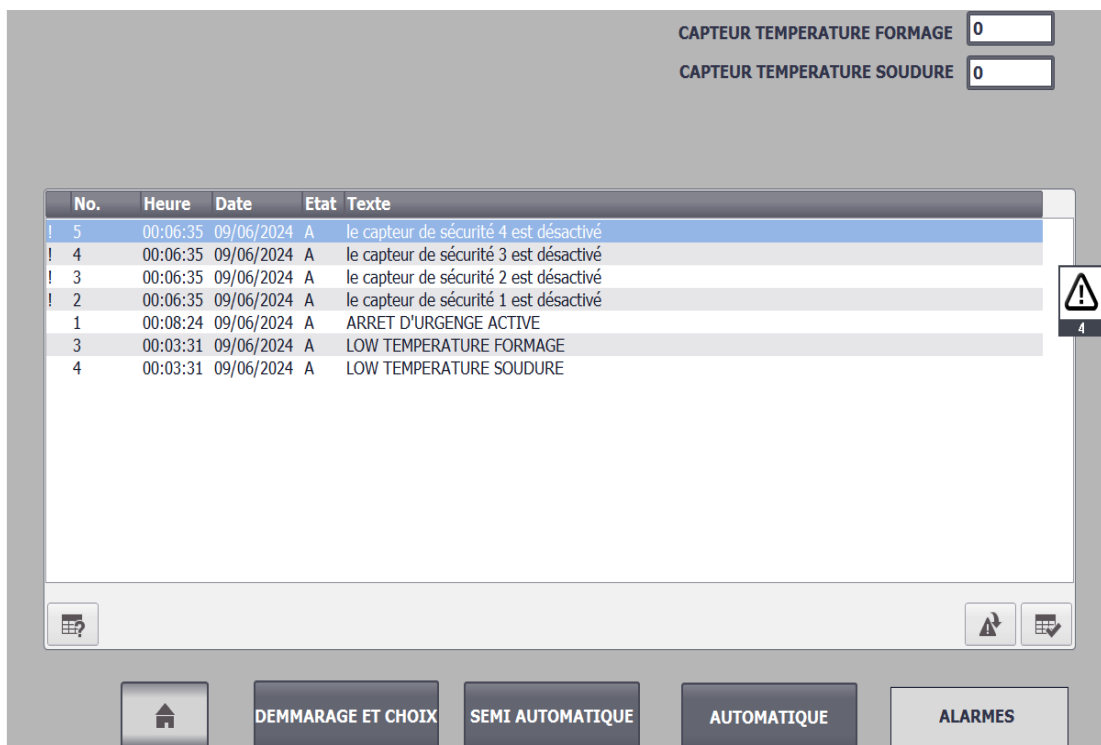 CAPTEUR TEMPERATURE FORMAGE 0
CAPTEUR TEMPERATURE SOUDURE 0
No. Heure Date Etat Texte
! 5 00:06:35 09/06/2024 A le capteur de sécurité 4 est désactivé
! 4 00:06:35 09/06/2024 A le capteur de sécurité 3 est désactivé
! 3 00:06:35 09/06/2024 A le capteur de sécurité 2 est désactivé
! 2 00:06:35 09/06/2024 A le capteur de sécurité 1 est désactivé
1 00:08:24 09/06/2024 A ARRET D'URGENGE ACTIVE
3 00:03:31 09/06/2024 A LOW TEMPERATURE FORMAGE
4 00:03:31 09/06/2024 A LOW TEMPERATURE SOUDURE
4
DEMMARAGE ET CHOIX SEMI AUTOMATIQUE AUTOMATIQUE ALARMES